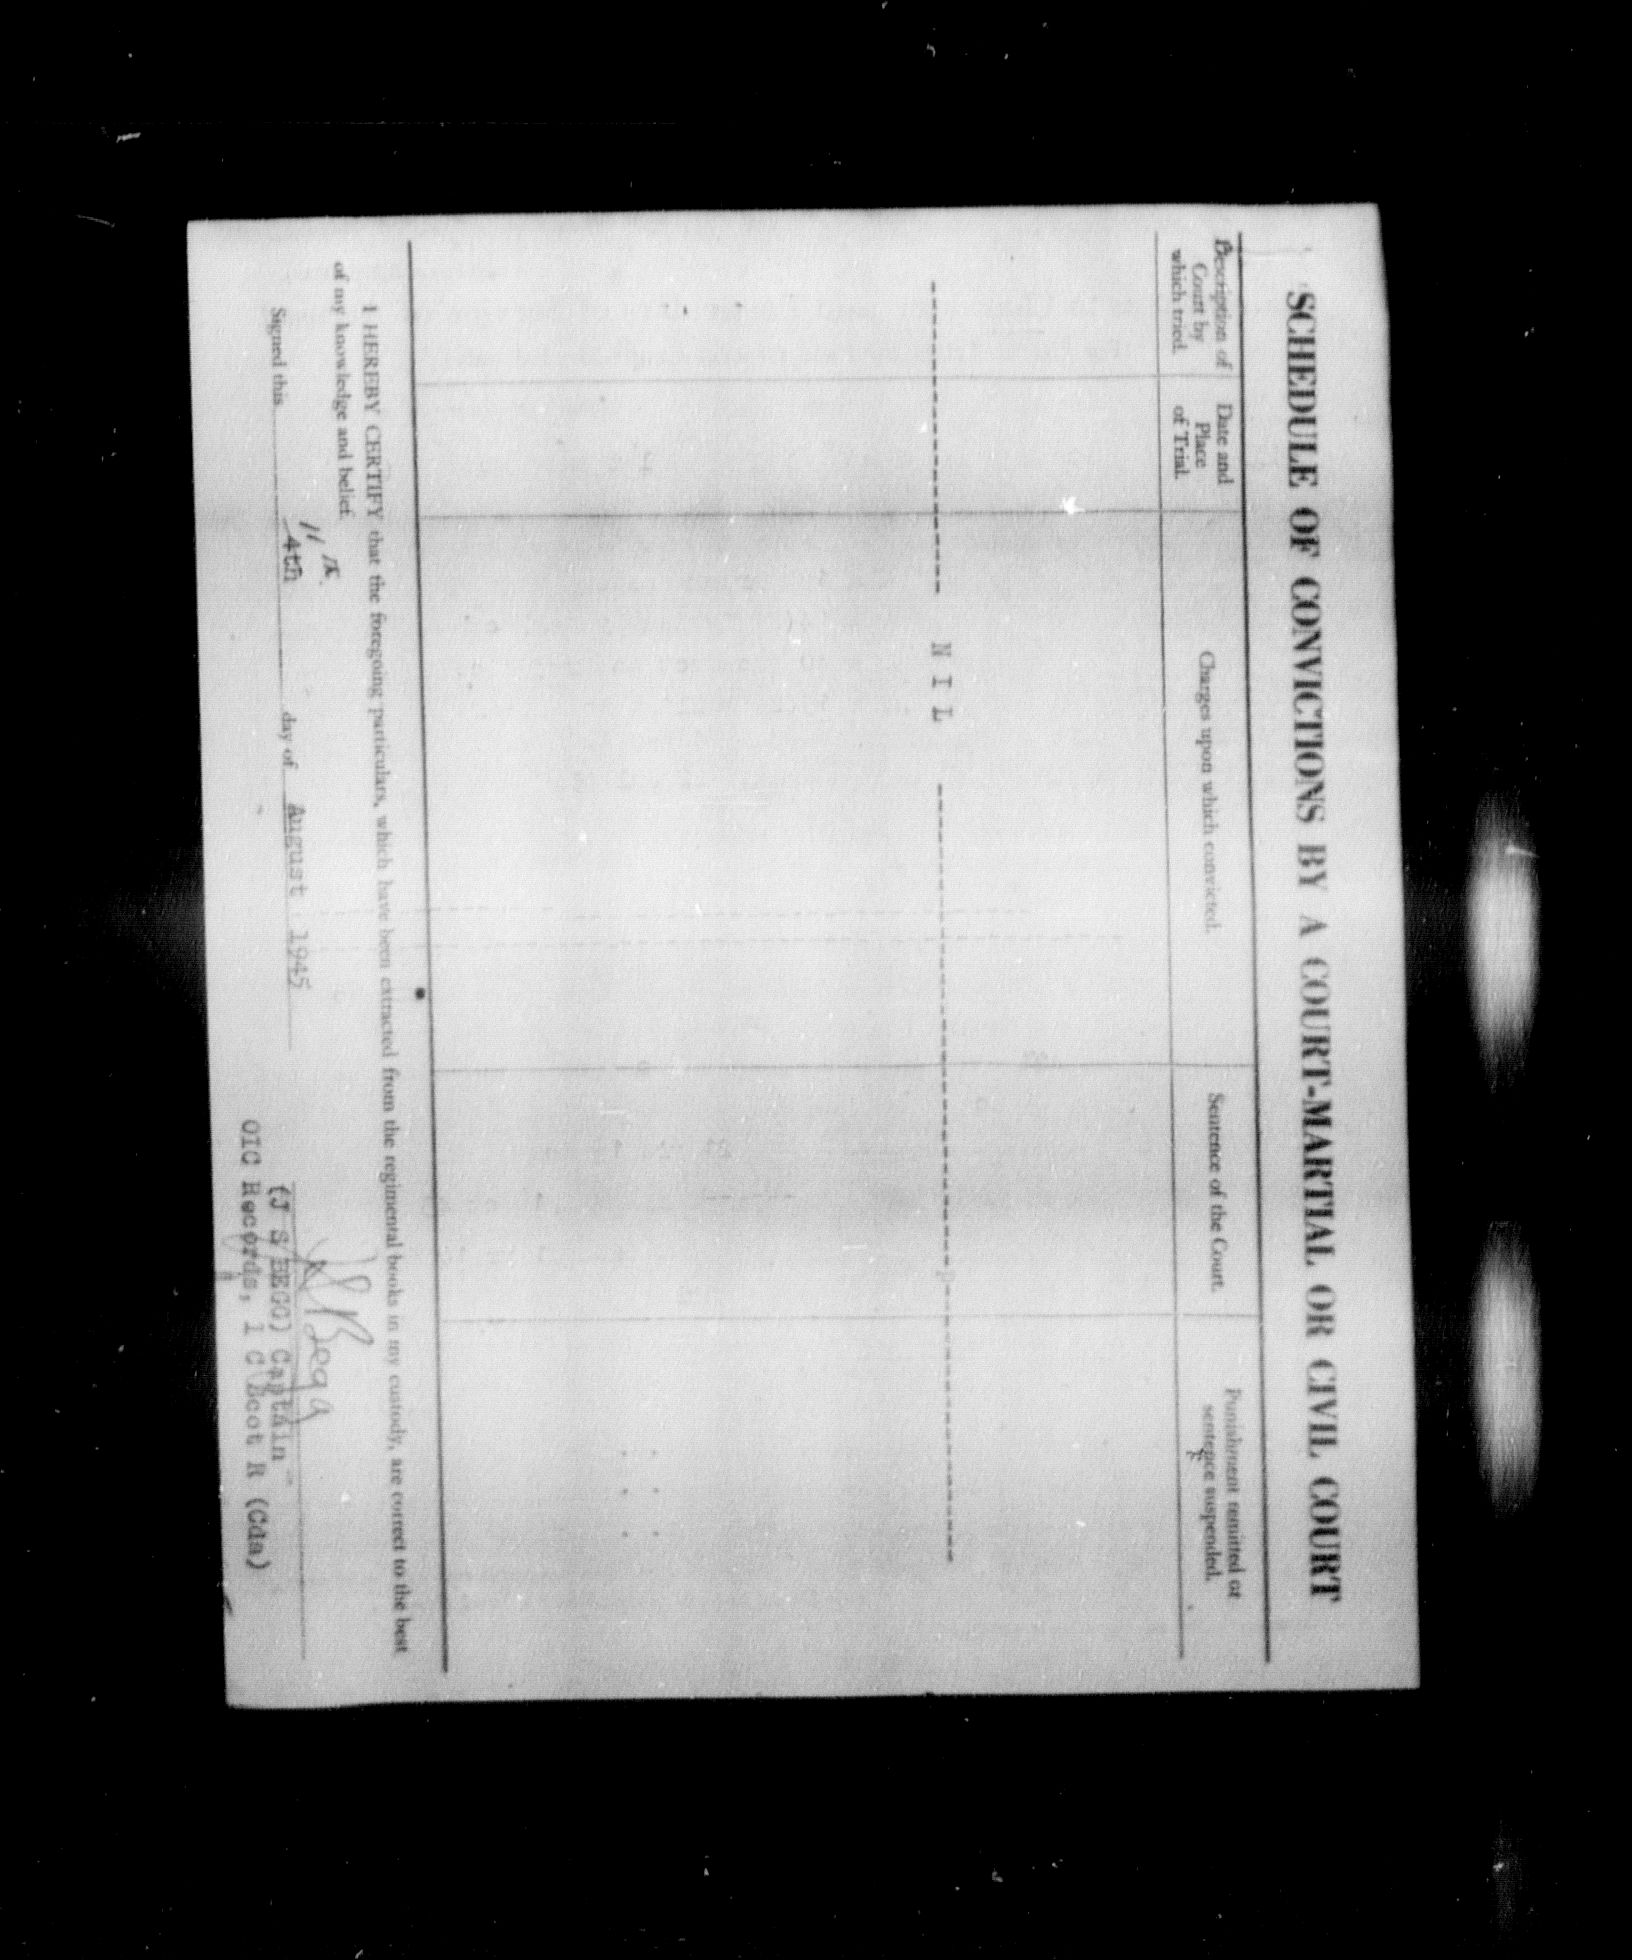 SCHEDULE OF CONVICTIONS BY A COURT-MARTIAL OR CIVIL COURT
Description of
Court by
which tried.
Date and
Place
of Trial.
Charges upon which convicted.
Sentence of the Court.
Punishment remitted or
sentence suspended.
--------------------------- N I L --------------------------------------------------------------------
I HEREBY CERTIFY that the foregoing particulars, which have been extracted from the regimental books in my custody, are correct to the best
of my knowledge and belief.
11 th
Signed this 4th day of August 1945
JSBegg
(J S BEGG) Captain
OIC Records, 1 C Scot R (Cda)